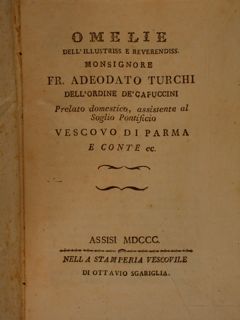 OMELIE
DELL'ILLUSTRISS. E REVERENDISS.
MONSIGNORE
FR. ADEODATO TURCHI
DELL'ORDINE DE' CAPUCCINI
Prelato domestico, assistente al
Soglio Pontificio
VESCOVO DI PARMA
E CONTE ec.
ASSISI MDCCC.
NELLA STAMPERIA VESCOVILE
DI OTTAVIO SGARIGLIA.